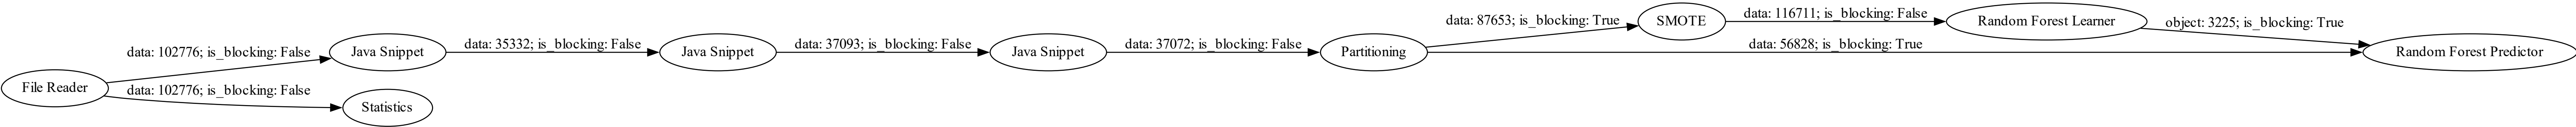 File Reader
data: 102776; is_blocking: False
data: 102776; is_blocking: False
Java Snippet
Statistics
data: 35332; is_blocking: False
Java Snippet
data: 37093; is_blocking: False
Java Snippet
data: 37072; is_blocking: False
Partitioning
data: 87653; is_blocking: True
SMOTE
data: 116711; is_blocking: False
Random Forest Learner
object: 3225; is_blocking: True
data: 56828; is_blocking: True
Random Forest Predictor